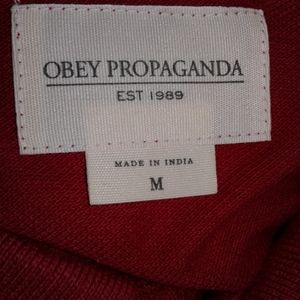 OBEY PROPAGANDA
EST 1989
MADE IN INDIA
M